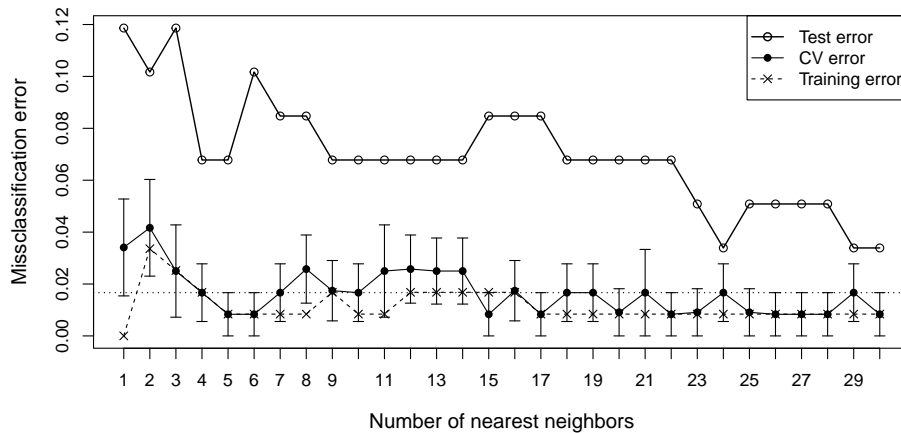 Missclassification error
0.12
0.10
0.08
0.06
0.04
0.02
0.00
Test error
CV error
Training error
1 2 3 4 5 6 7 8 9 11 13 15 17 19 21 23 25 27 29
Number of nearest neighbors